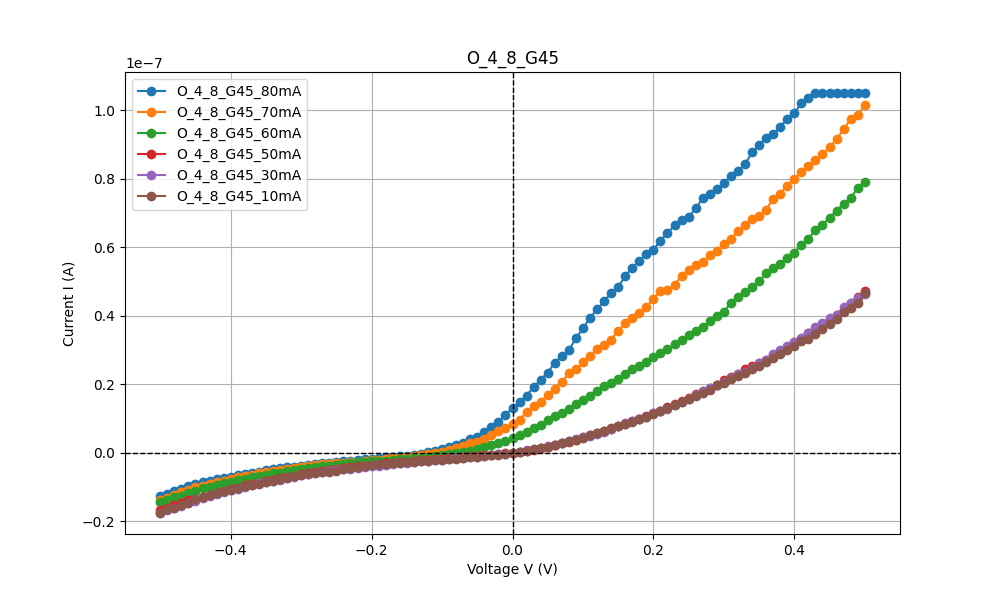 O_4_8_G45
1e−7
O_4_8_G45_80mA
O_4_8_G45_70mA
O_4_8_G45_60mA
O_4_8_G45_50mA
O_4_8_G45_30mA
O_4_8_G45_10mA
1.0
0.8
0.6
0.4
0.2
0.0
−0.2
Current I (A)
−0.4
−0.2
0.0
0.2
0.4
Voltage V (V)